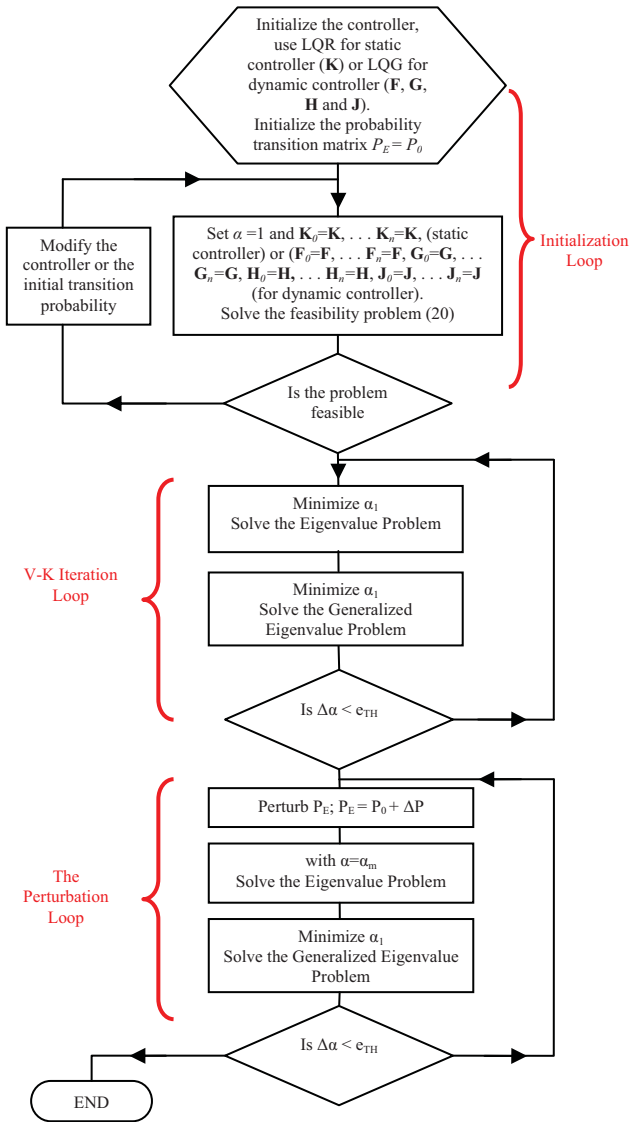 Initialize the controller,
use LQR for static
controller (K) or LQG for
dynamic controller (F, G,
H and J).
Initialize the probability
transition matrix P_E = P_0
Set α =1 and K_0=K, . . . K_n=K, (static
controller) or (F_0=F, . . . F_n=F, G_0=G, . . .
G_n=G, H_0=H, . . . H_n=H, J_0=J, . . . J_n=J
(for dynamic controller).
Solve the feasibility problem (20)
Modify the
controller or the
initial transition
probability
Initialization
Loop
Is the problem
feasible
Minimize α_1
Solve the Eigenvalue Problem
V-K Iteration
Loop
Minimize α_1
Solve the Generalized
Eigenvalue Problem
Is Δα < e_TH
Perturb P_E; P_E = P_0 + ΔP
with α=α_m
Solve the Eigenvalue Problem
The
Perturbation
Loop
Minimize α_1
Solve the Generalized Eigenvalue
Problem
Is Δα < e_TH
END